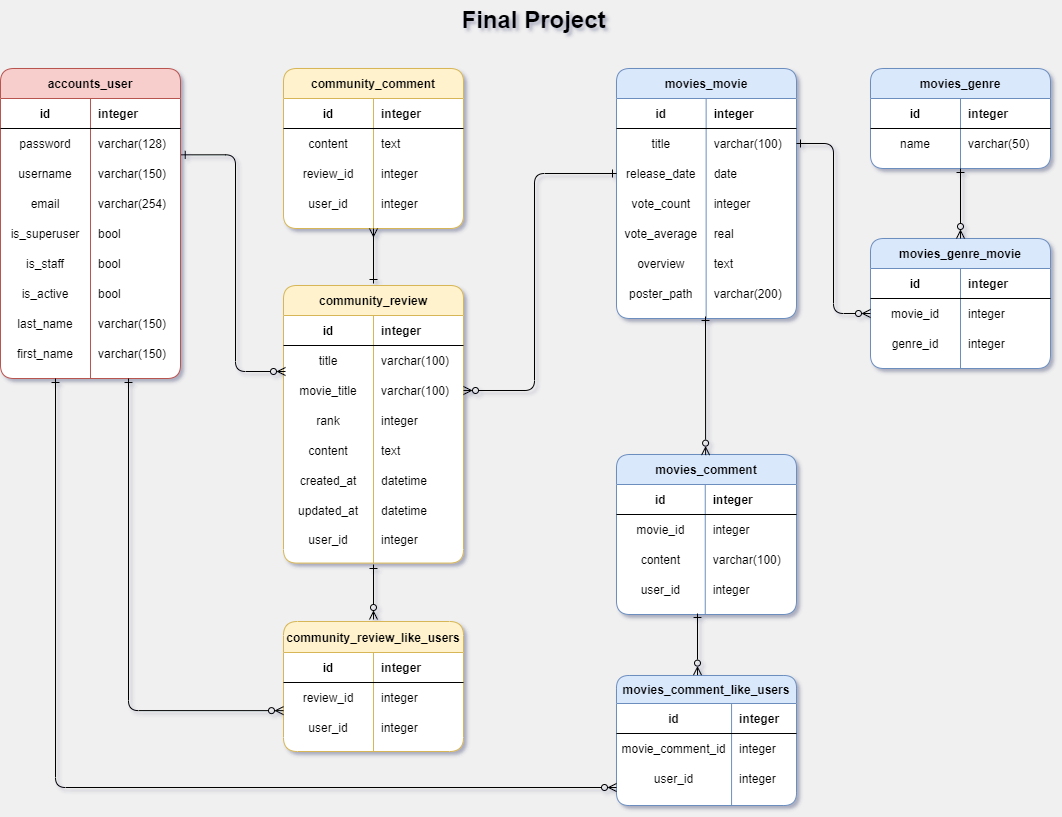 Final Project
accounts_user
id integer
password varchar(128)
username varchar(150)
email varchar(254)
is_superuser bool
is_staff bool
is_active bool
last_name varchar(150)
first_name varchar(150)
community_comment
id integer
content text
review_id integer
user_id integer
community_review
id integer
title varchar(100)
movie_title varchar(100)
rank integer
content text
created_at datetime
updated_at datetime
user_id integer
community_review_like_users
id integer
review_id integer
user_id integer
movies_movie
id integer
title varchar(100)
release_date date
vote_count integer
vote_average real
overview text
poster_path varchar(200)
movies_comment
id integer
movie_id integer
content varchar(100)
user_id integer
movies_comment_like_users
id integer
movie_comment_id integer
user_id integer
movies_genre
id integer
name varchar(50)
movies_genre_movie
id integer
movie_id integer
genre_id integer